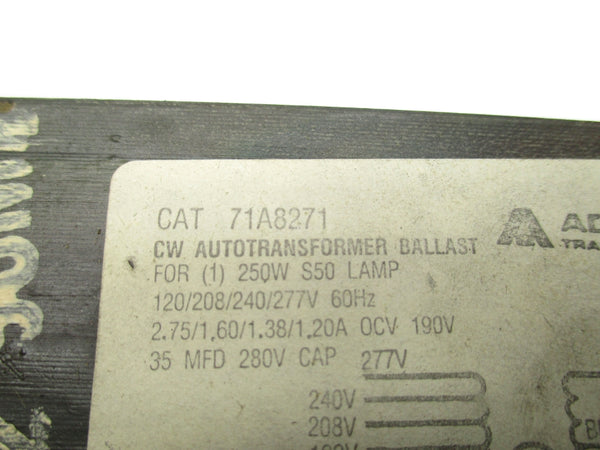 CAT 71A8271
CW AUTOTRANSFORMER BALLAST
FOR (1) 250W S50 LAMP
120/208/240/277V 60Hz
2.75/1.60/1.38/1.20A OCV 190V
35 MFD 280V CAP 277V
240V
208V